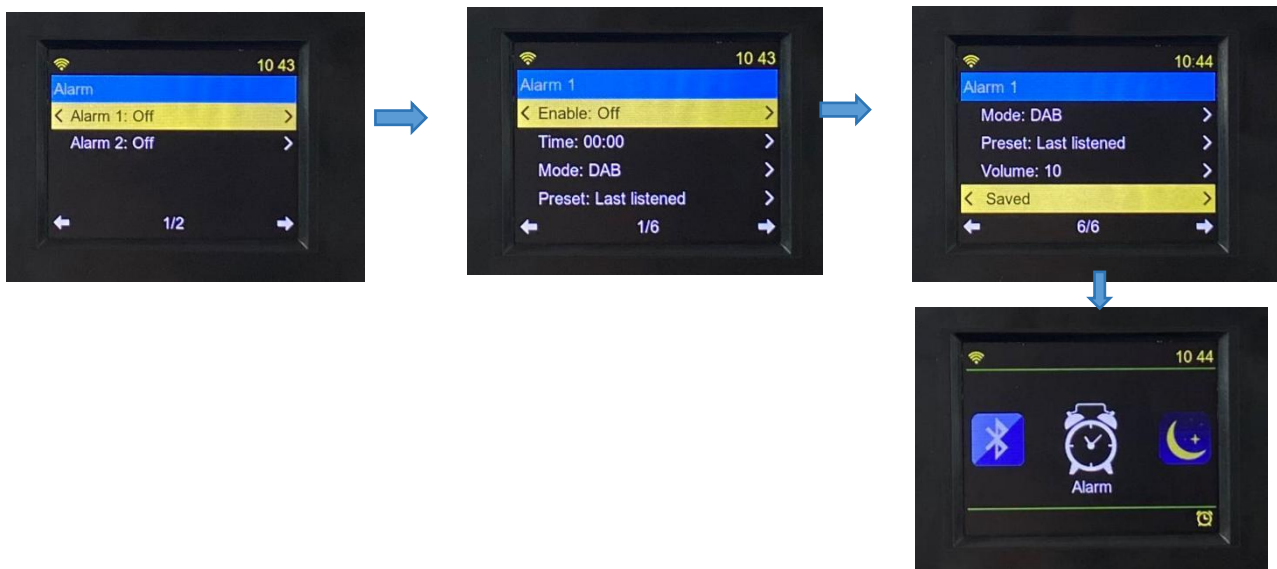 10 43
Alarm
Alarm 1: Off
Alarm 2: Off
1/2
10 43
Alarm 1
Enable: Off
Time: 00:00
Mode: DAB
Preset: Last listened
1/6
10:44
Alarm 1
Mode: DAB
Preset: Last listened
Volume: 10
Saved
6/6
10 44
Alarm